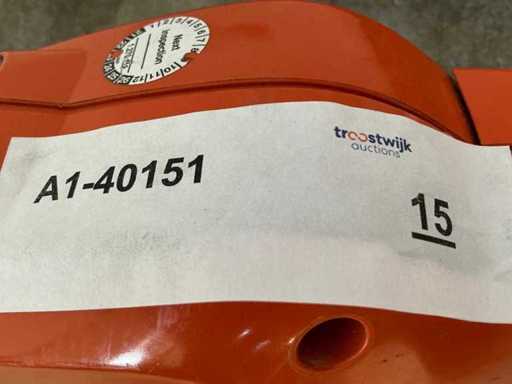 Next
Inspection
troostwijk
auctions
A1-40151
15